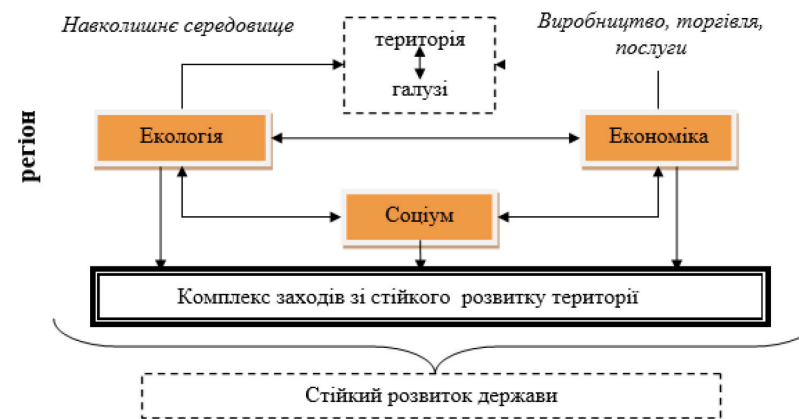 Навколишнє середовище
Виробництво, торгівля,
послуги
територія
галузі
регіон
Екологія
Економіка
Соціум
Комплекс заходів зі стійкого розвитку території
Стійкий розвиток держави